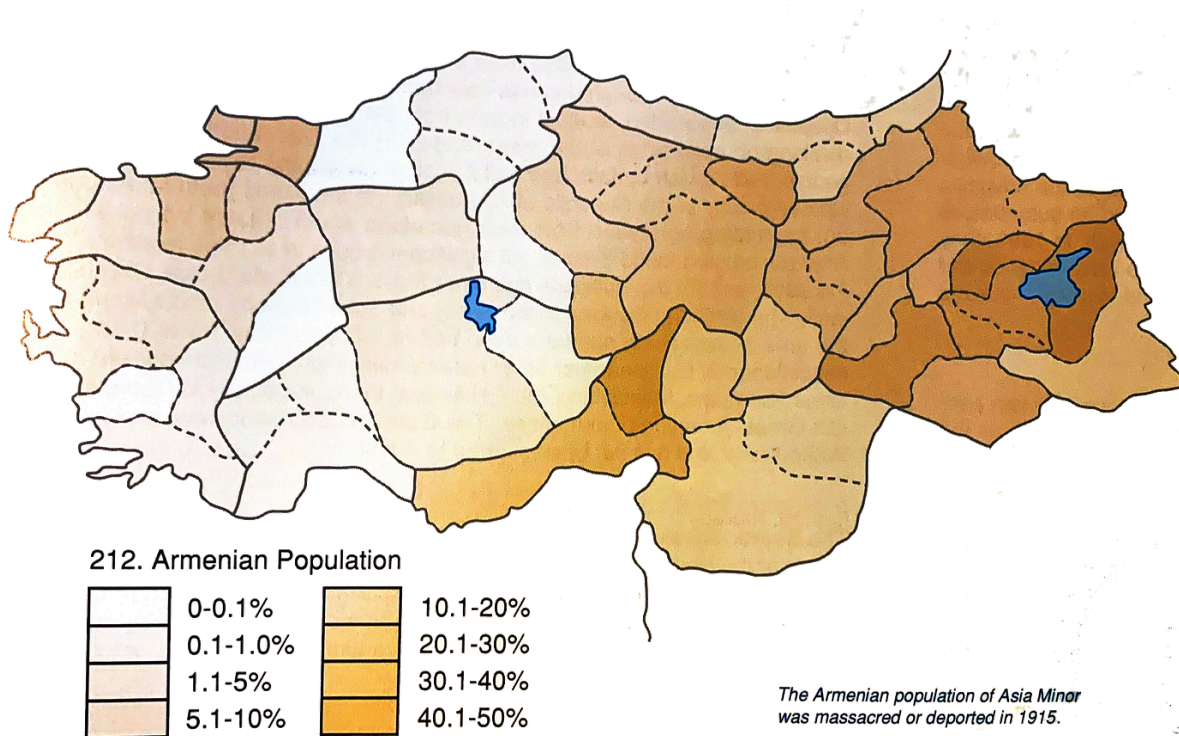 212. Armenian Population
0-0.1%
0.1-1.0%
1.1-5%
5.1-10%
10.1-20%
20.1-30%
30.1-40%
40.1-50%
The Armenian population of Asia Minor
was massacred or deported in 1915.